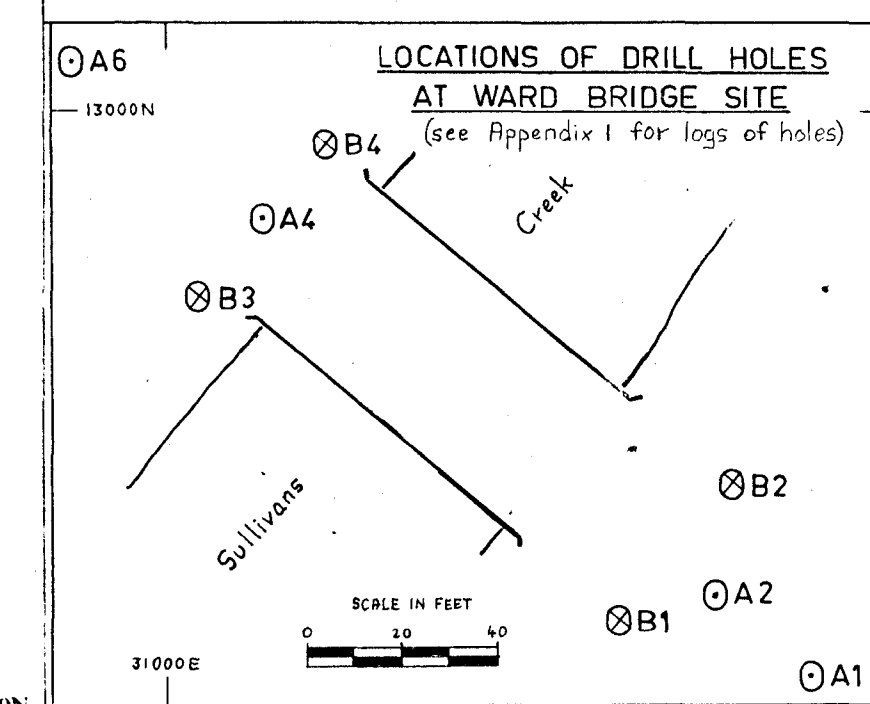 A6
LOCATIONS OF DRILL HOLES
AT WARD BRIDGE SITE
(see Appendix 1 for logs of holes)
13000N
B4
Creek
A4
B3
B2
Sullivans
A2
SCALE IN FEET
0 20 40
B1
31000E
A1